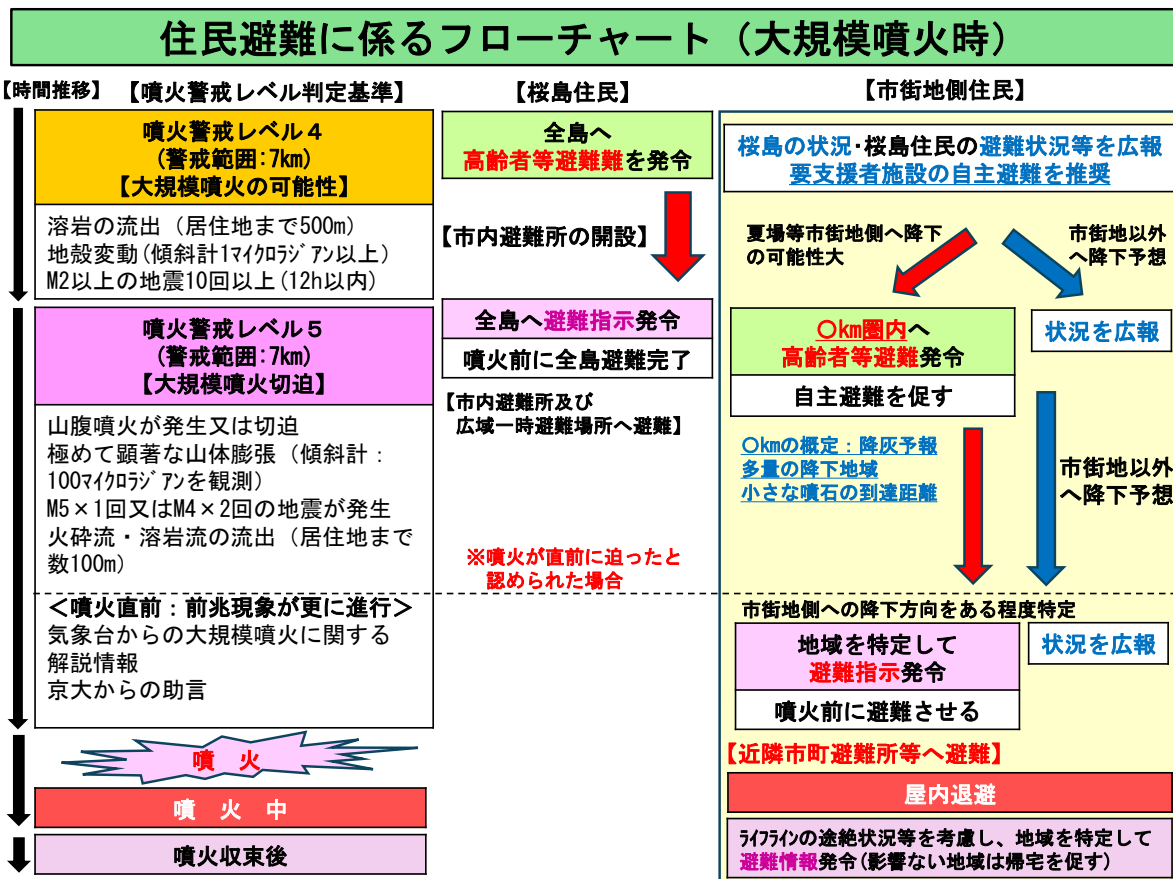 住民避難に係るフローチャート（大規模噴火時）
【時間推移】
【噴火警戒レベル判定基準】
【桜島住民】
【市街地側住民】
噴火警戒レベル４
(警戒範囲:7km)
【大規模噴火の可能性】
溶岩の流出（居住地まで500m）
地殻変動(傾斜計1ﾏｲｸﾛﾗｼﾞｱﾝ以上)
M2以上の地震10回以上(12h以内)
噴火警戒レベル５
(警戒範囲:7km)
【大規模噴火切迫】
山腹噴火が発生又は切迫
極めて顕著な山体膨張（傾斜計：
100ﾏｲｸﾛﾗｼﾞｱﾝを観測）
M5×1回又はM4×2回の地震が発生
火砕流・溶岩流の流出（居住地まで
数100m）
＜噴火直前：前兆現象が更に進行＞
気象台からの大規模噴火に関する
解説情報
京大からの助言
噴　火
噴　火　中
噴火収束後
全島へ
高齢者等避難難を発令
【市内避難所の開設】
全島へ避難指示発令
噴火前に全島避難完了
【市内避難所及び
広域一時避難場所へ避難】
※噴火が直前に迫ったと
認められた場合
桜島の状況･桜島住民の避難状況等を広報
要支援者施設の自主避難を推奨
夏場等市街地側へ降下
の可能性大
市街地以外
へ降下予想
〇km圏内へ
高齢者等避難発令
自主避難を促す
状況を広報
〇kmの概定：降灰予報
多量の降下地域
小さな噴石の到達距離
市街地以外
へ降下予想
市街地側への降下方向をある程度特定
地域を特定して
避難指示発令
噴火前に避難させる
状況を広報
【近隣市町避難所等へ避難】
屋内退避
ﾗｲﾌﾗｲﾝの途絶状況等を考慮し、地域を特定して
避難情報発令(影響ない地域は帰宅を促す)